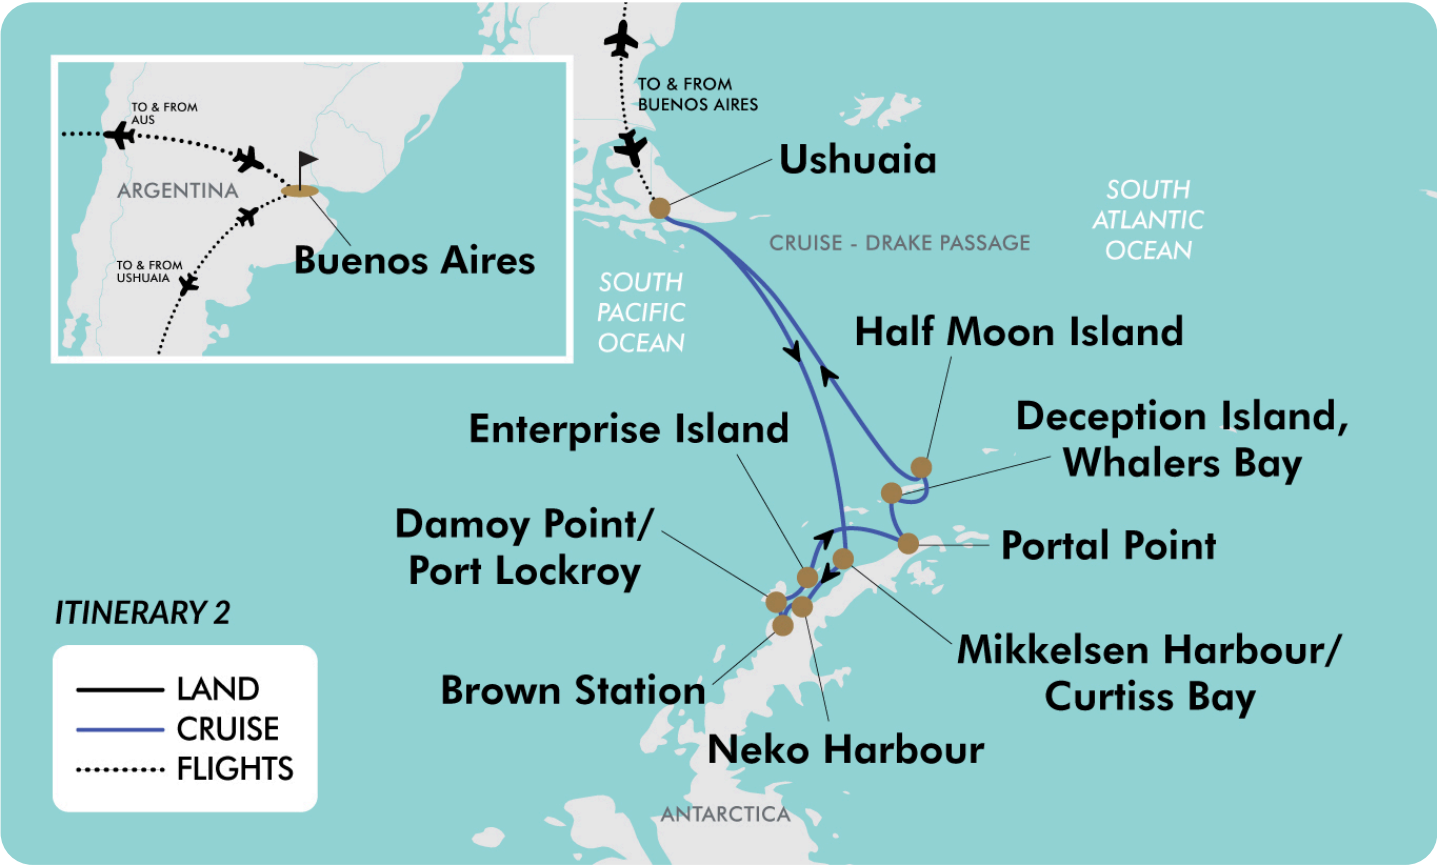 TO & FROM
BUENOS AIRES
TO & FROM
AUS
ARGENTINA
TO & FROM
USHUAIA
Buenos Aires
Ushuaia
SOUTH
ATLANTIC
OCEAN
CRUISE - DRAKE PASSAGE
SOUTH
PACIFIC
OCEAN
Half Moon Island
Deception Island,
Whalers Bay
Enterprise Island
Damoy Point/
Port Lockroy
Portal Point
Mikkelsen Harbour/
Curtiss Bay
Brown Station
Neko Harbour
ANTARCTICA
ITINERARY 2
LAND
CRUISE
FLIGHTS